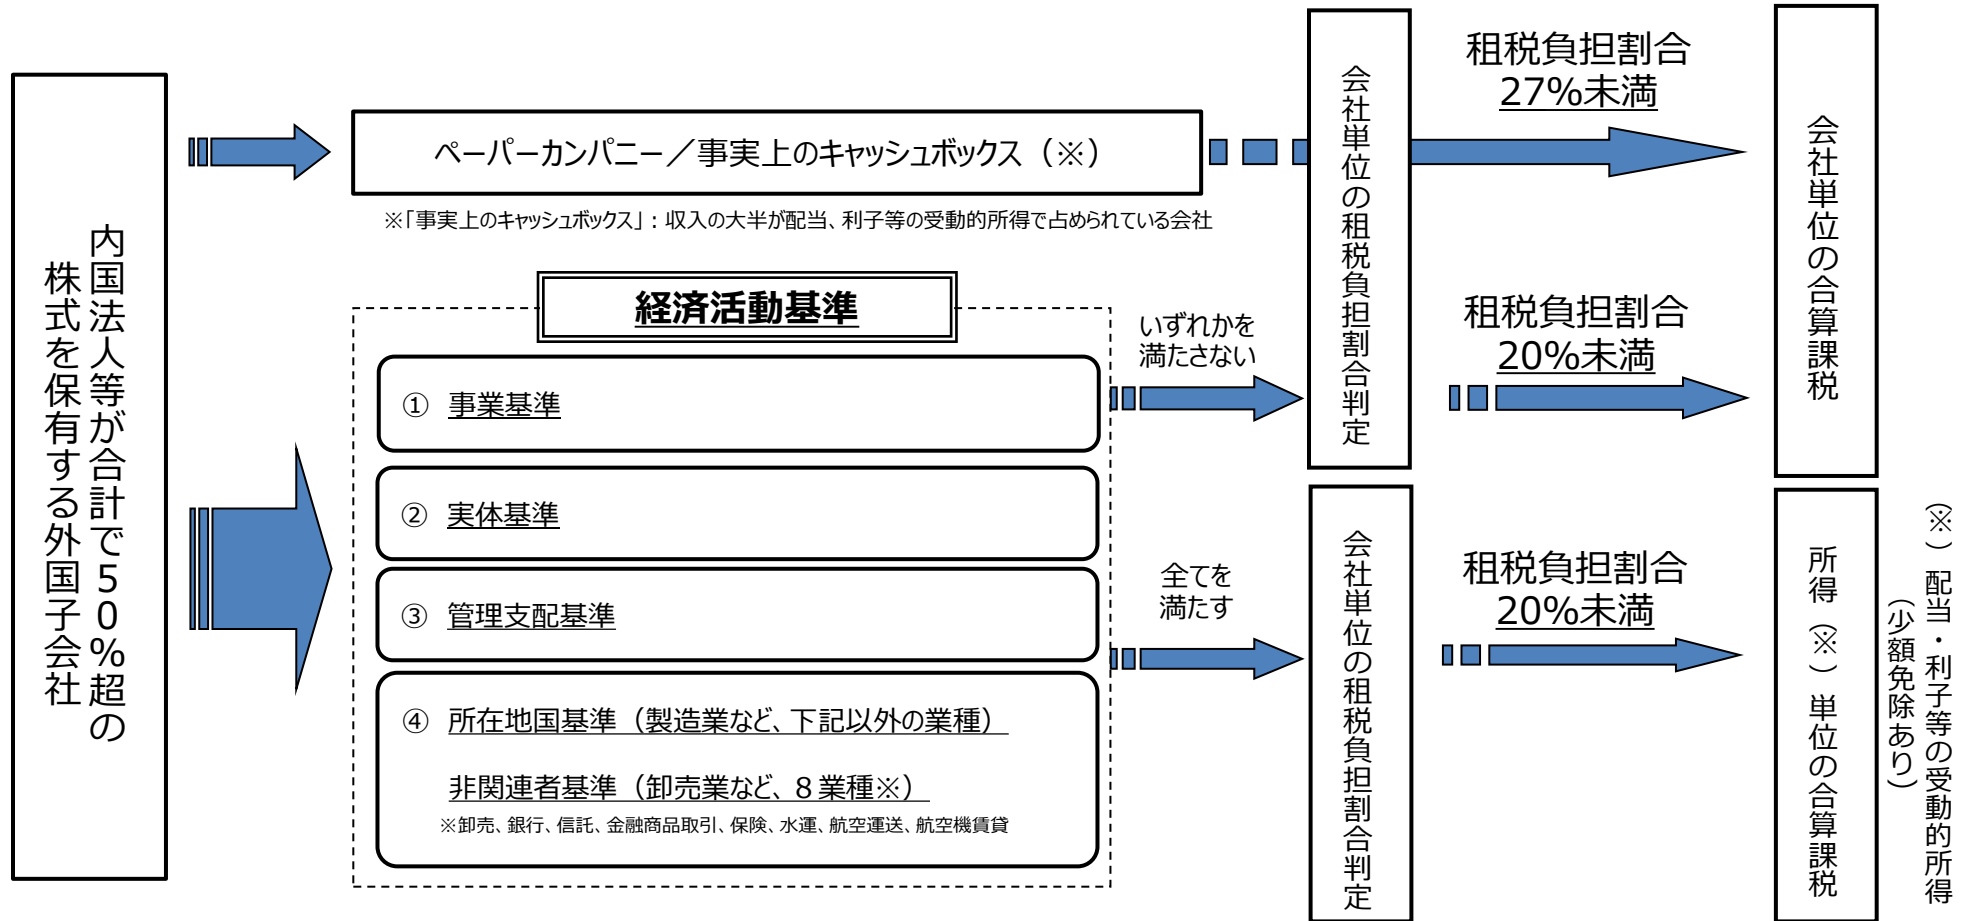 内国法人等が合計で50%超の
株式を保有する外国子会社
ペーパーカンパニー／事実上のキャッシュボックス（※）
※「事実上のキャッシュボックス」：収入の大半が配当、利子等の受動的所得で占められている会社
経済活動基準
① 事業基準
② 実体基準
③ 管理支配基準
④ 所在地国基準（製造業など、下記以外の業種）
非関連者基準（卸売業など、８業種※）
※卸売、銀行、信託、金融商品取引、保険、水運、航空運送、航空機賃貸
いずれかを
満たさない
全てを
満たす
会社単位の租税負担割合判定
会社単位の租税負担割合判定
租税負担割合
27%未満
租税負担割合
20%未満
租税負担割合
20%未満
会社単位の合算課税
所得（※）単位の合算課税
（※）配当・利子等の受動的所得
（少額免除あり）